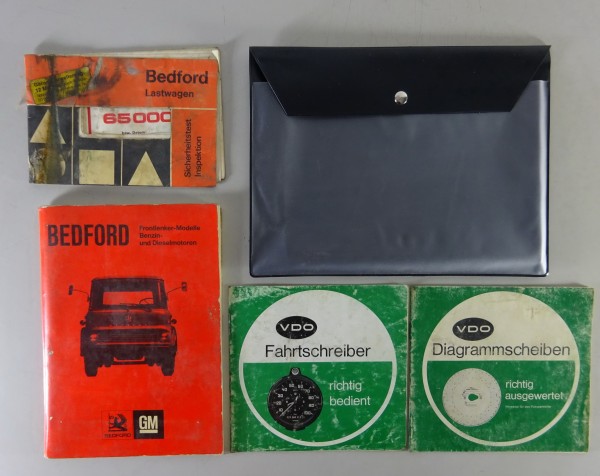 Bedford
Lastwagen
65000
Sicherheitstest
Inspektion
BEDFORD
Frontlenker-Modelle
Benzin-
und Dieselmotoren
BEDFORD
GM
VDO
Fahrtschreiber
richtig
bedient
VDO
Diagrammscheiben
richtig
ausgewertet